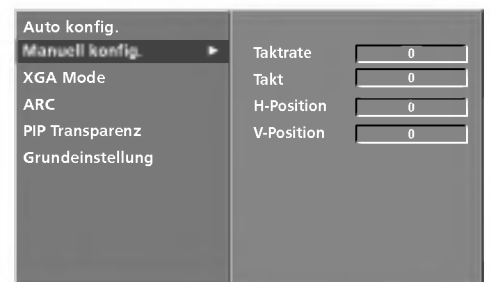 Auto konfig.
Manuell konfig.
XGA Mode
ARC
PIP Transparenz
Grundeinstellung
Taktrate 0
Takt 0
H-Position 0
V-Position 0